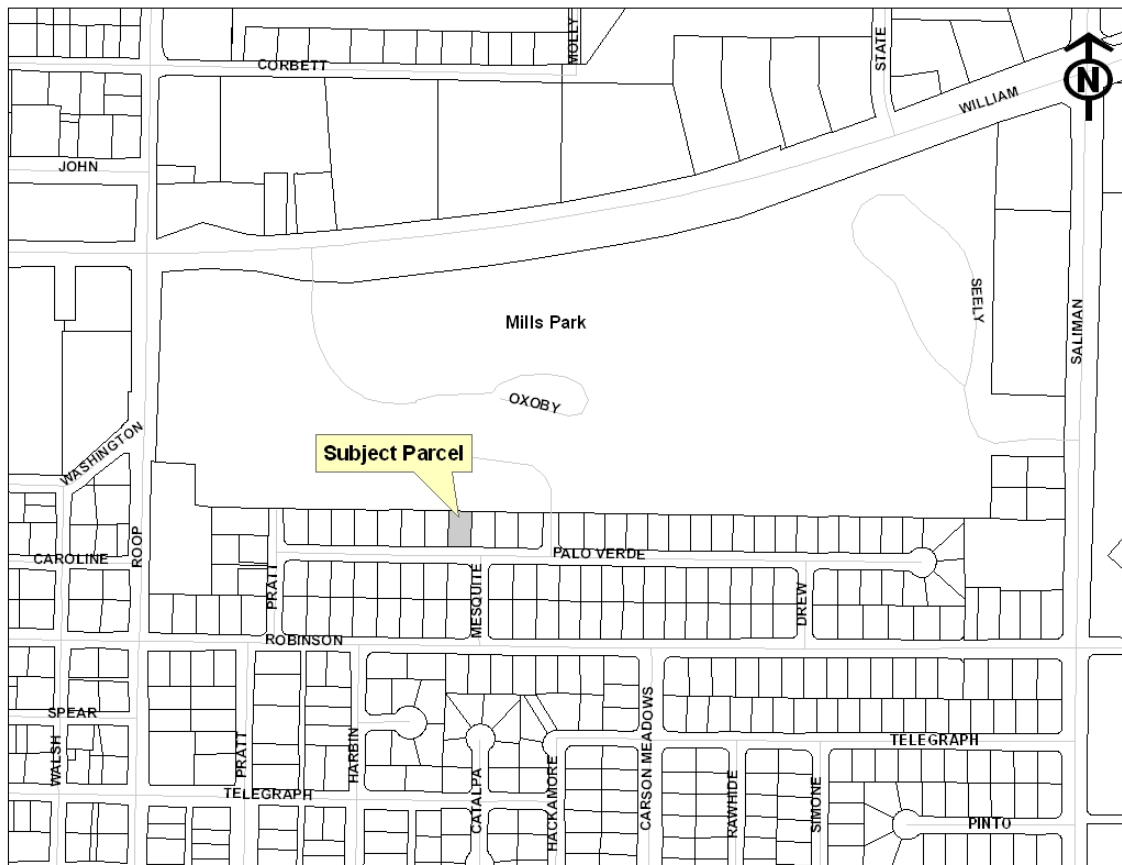 MOLLY
STATE
CORBETT
N
WILLIAM
JOHN
SEELY
SALIMAN
Mills Park
OXOBY
WASHINGTON
Subject Parcel
ROOP
CAROLINE
PALO VERDE
PRATT
MESQUITE
DREW
ROBINSON
SPEAR
WALSH
PRATT
HARBIN
CARSON MEADOWS
TELEGRAPH
TELEGRAPH
CATALPA
HACKAMORE
RAWHIDE
SIMONE
PINTO